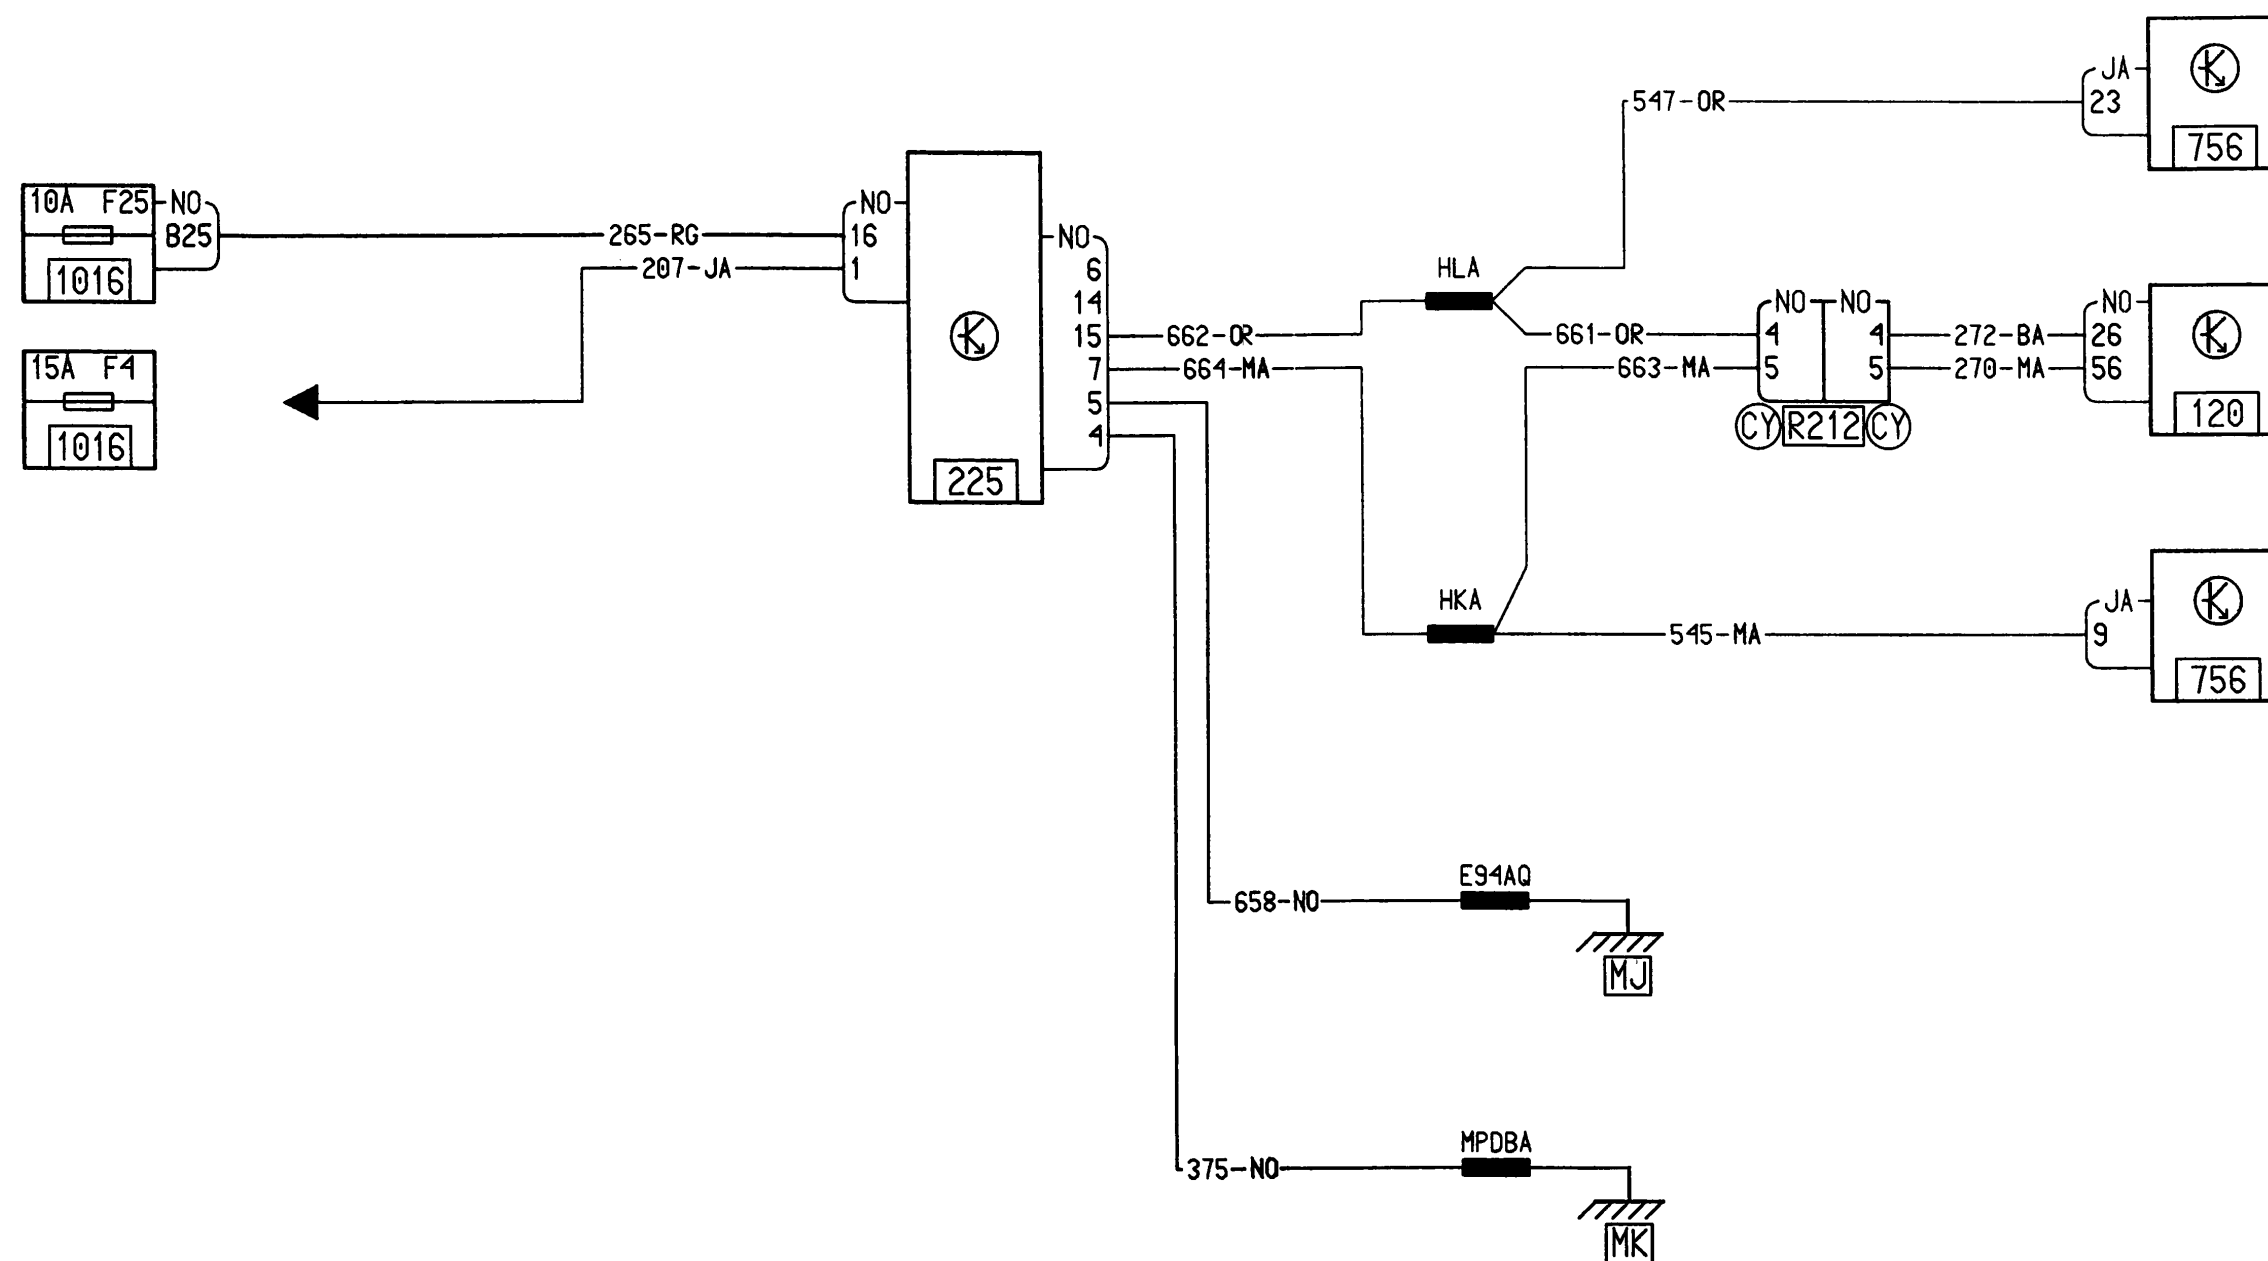 JA
547-OR
23
756
10A F25
NO
B25
1016
265-RG
207-JA
NO
16
1
15A F4
1016
225
NO
6
14
15
7
5
4
662-OR
664-MA
HLA
661-OR
663-MA
NO NO
4 4
5 5
CY R212 CY
272-BA
270-MA
NO
26
56
120
HKA
545-MA
JA
9
756
658-NO
E94AQ
MJ
375-NO
MPDBA
MK